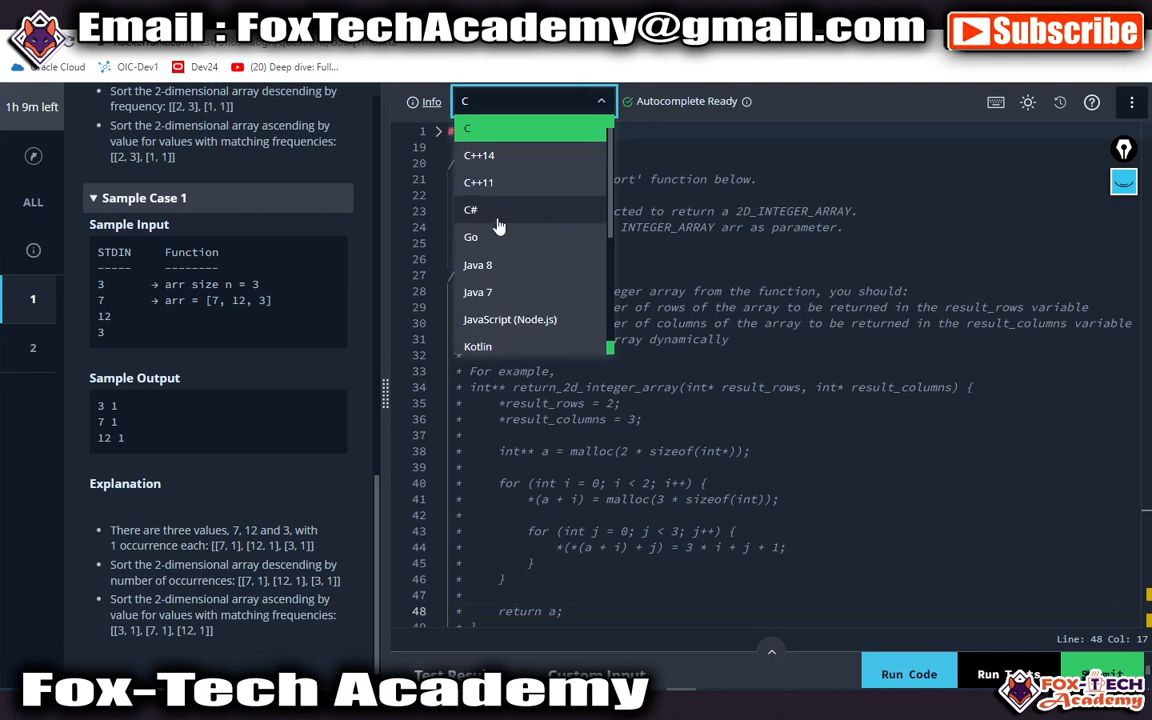 Email : FoxTechAcademy@gmail.com
Subscribe
Oracle Cloud
OIC-Dev1
Dev24
(20) Deep dive: Full...
1h 9m left
ALL
1
2
Sort the 2-dimensional array descending by
frequency: [[2, 3], [1, 1]]
Sort the 2-dimensional array ascending by
value for values with matching frequencies:
[[2, 3], [1, 1]]
▼ Sample Case 1
Sample Input
STDIN Function
----- --------
3 → arr size n = 3
7 → arr = [7, 12, 3]
12
3
Sample Output
3 1
7 1
12 1
Explanation
There are three values, 7, 12 and 3, with
1 occurrence each: [[7, 1], [12, 1], [3, 1]]
Sort the 2-dimensional array descending by
number of occurrences: [[7, 1], [12, 1], [3, 1]]
Sort the 2-dimensional array ascending by
value for values with matching frequencies:
[[3, 1], [7, 1], [12, 1]]
Info
C
Autocomplete Ready
C
C++14
C++11
C#
Go
Java 8
Java 7
JavaScript (Node.js)
Kotlin
1 #
19
20 /
21 ort' function below.
22
23 cted to return a 2D_INTEGER_ARRAY.
24 INTEGER_ARRAY arr as parameter.
25
26
27 /
28 eger array from the function, you should:
29 er of rows of the array to be returned in the result_rows variable
30 er of columns of the array to be returned in the result_columns variable
31 rray dynamically
32 *
33 * For example,
34 * int** return_2d_integer_array(int* result_rows, int* result_columns) {
35 * *result_rows = 2;
36 * *result_columns = 3;
37 *
38 * int** a = malloc(2 * sizeof(int*));
39 *
40 * for (int i = 0; i < 2; i++) {
41 * *(a + i) = malloc(3 * sizeof(int));
42 *
43 * for (int j = 0; j < 3; j++) {
44 * *(*(a + i) + j) = 3 * i + j + 1;
45 * }
46 * }
47 *
48 * return a;
49 * }
Line: 48 Col: 17
Custom Input
Run Code
Fox-Tech Academy
FOX-TECH
Academy